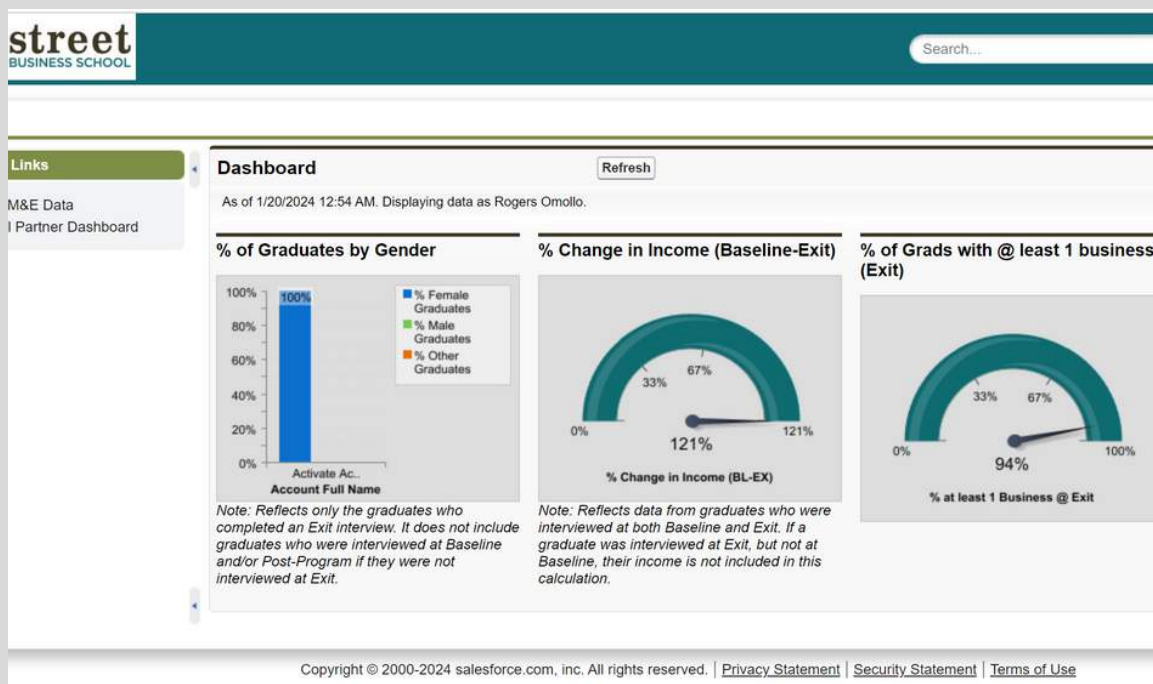 street
BUSINESS SCHOOL
Search...
Links
M&E Data
l Partner Dashboard
Dashboard
Refresh
As of 1/20/2024 12:54 AM. Displaying data as Rogers Omollo.
% of Graduates by Gender
100%
80%
60%
40%
20%
0%
100%
% Female
Graduates
% Male
Graduates
% Other
Graduates
Activate Ac..
Account Full Name
Note: Reflects only the graduates who
completed an Exit interview. It does not include
graduates who were interviewed at Baseline
and/or Post-Program if they were not
interviewed at Exit.
% Change in Income (Baseline-Exit)
33%
67%
0%
121%
121%
% Change in Income (BL-EX)
Note: Reflects data from graduates who were
interviewed at both Baseline and Exit. If a
graduate was interviewed at Exit, but not at
Baseline, their income is not included in this
calculation.
% of Grads with @ least 1 business
(Exit)
33%
67%
0%
100%
94%
% at least 1 Business @ Exit
Copyright © 2000-2024 salesforce.com, inc. All rights reserved. | Privacy Statement | Security Statement | Terms of Use